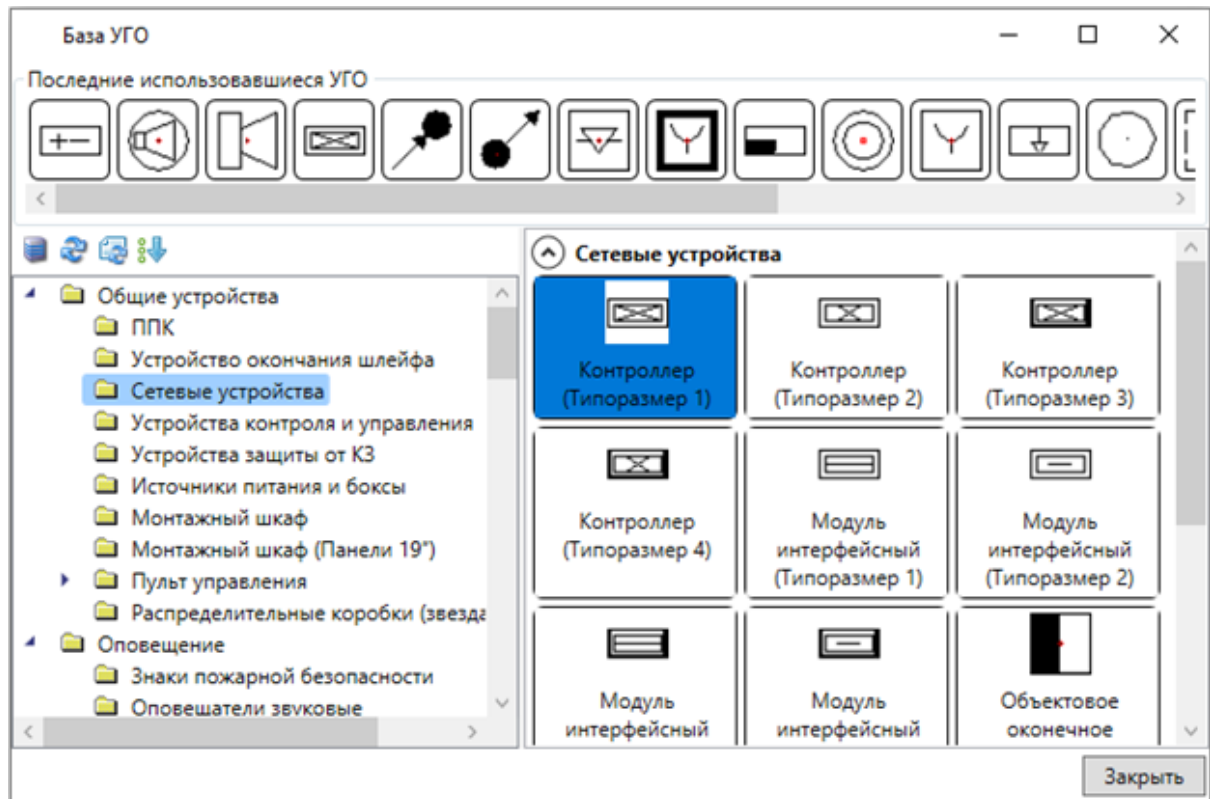 База УГО
Последние использовавшиеся УГО
Общие устройства
ППК
Устройство окончания шлейфа
Сетевые устройства
Устройства контроля и управления
Устройства защиты от КЗ
Источники питания и боксы
Монтажный шкаф
Монтажный шкаф (Панели 19")
Пульт управления
Распределительные коробки (звезда
Оповещение
Знаки пожарной безопасности
Оповещатели звуковые
Сетевые устройства
Контроллер
(Типоразмер 1)
Контроллер
(Типоразмер 2)
Контроллер
(Типоразмер 3)
Контроллер
(Типоразмер 4)
Модуль
интерфейсный
(Типоразмер 1)
Модуль
интерфейсный
(Типоразмер 2)
Модуль
интерфейсный
Модуль
интерфейсный
Объектовое
оконечное
Закрыть